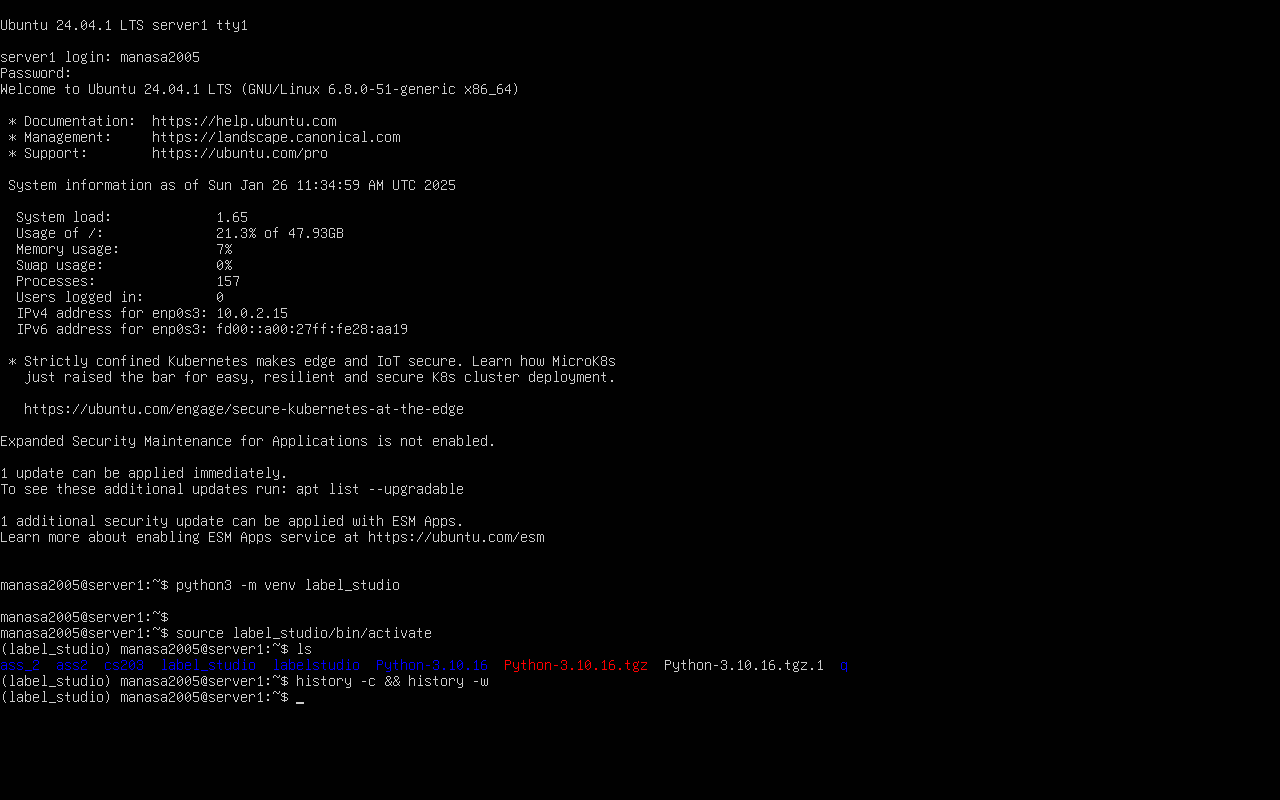 Ubuntu 24.04.1 LTS server1 tty1
server1 login: manasa2005
Password:
Welcome to Ubuntu 24.04.1 LTS (GNU/Linux 6.8.0-51-generic x86_64)
* Documentation:  https://help.ubuntu.com
* Management:     https://landscape.canonical.com
* Support:        https://ubuntu.com/pro
System information as of Sun Jan 26 11:34:59 AM UTC 2025
System load:             1.65
Usage of /:              21.3% of 47.93GB
Memory usage:            7%
Swap usage:              0%
Processes:               157
Users logged in:         0
IPv4 address for enp0s3: 10.0.2.15
IPv6 address for enp0s3: fd00::a00:27ff:fe28:aa19
* Strictly confined Kubernetes makes edge and IoT secure. Learn how MicroK8s
just raised the bar for easy, resilient and secure K8s cluster deployment.
https://ubuntu.com/engage/secure-kubernetes-at-the-edge
Expanded Security Maintenance for Applications is not enabled.
1 update can be applied immediately.
To see these additional updates run: apt list --upgradable
1 additional security update can be applied with ESM Apps.
Learn more about enabling ESM Apps service at https://ubuntu.com/esm
manasa2005@server1:~$ python3 -m venv label_studio
manasa2005@server1:~$
manasa2005@server1:~$ source label_studio/bin/activate
(label_studio) manasa2005@server1:~$ ls
ass_2  ass2  cs203  label_studio  labelstudio  Python-3.10.16  Python-3.10.16.tgz  Python-3.10.16.tgz.1  q
(label_studio) manasa2005@server1:~$ history -c && history -w
(label_studio) manasa2005@server1:~$ _